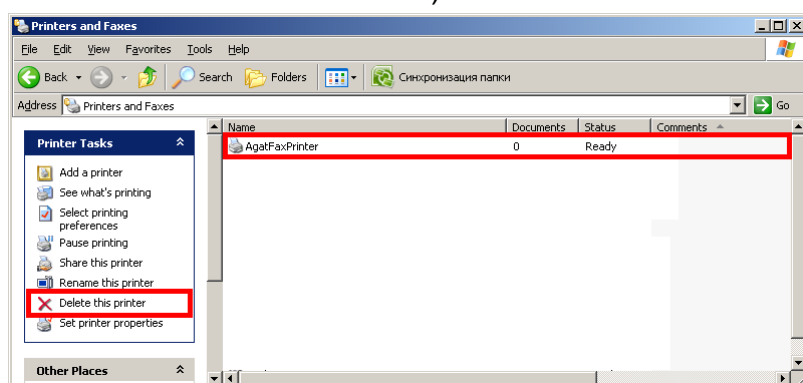 Printers and Faxes
File Edit View Favorites Tools Help
Back Search Folders Синхронизация папки
Address Printers and Faxes Go
Printer Tasks
Add a printer
See what's printing
Select printing
preferences
Pause printing
Share this printer
Rename this printer
Delete this printer
Set printer properties
Other Places
Name Documents Status Comments
AgatFaxPrinter 0 Ready